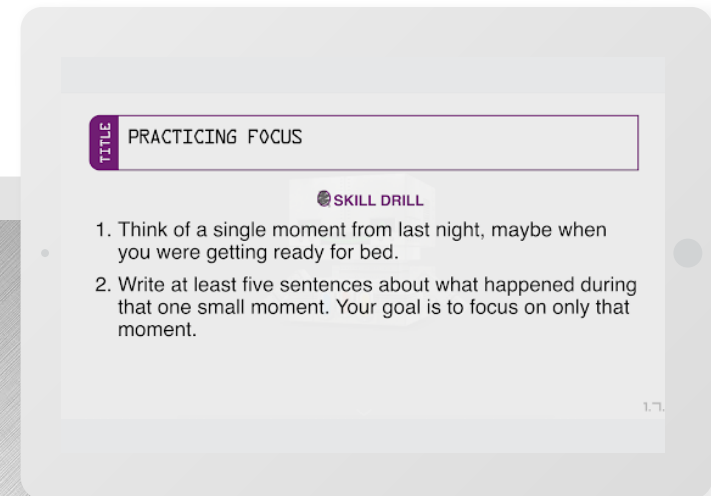 TITLE
PRACTICING FOCUS
SKILL DRILL
1. Think of a single moment from last night, maybe when
you were getting ready for bed.
2. Write at least five sentences about what happened during
that one small moment. Your goal is to focus on only that
moment.
1.7.